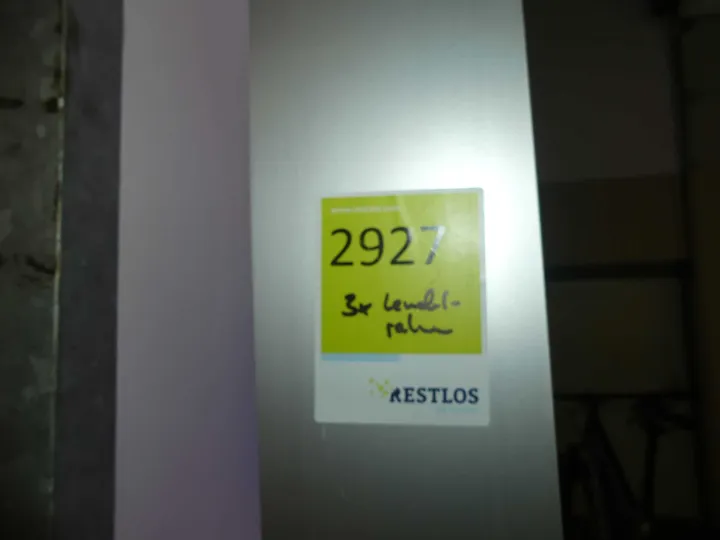 2927
3x Leucht-
rahmen
RESTLOS